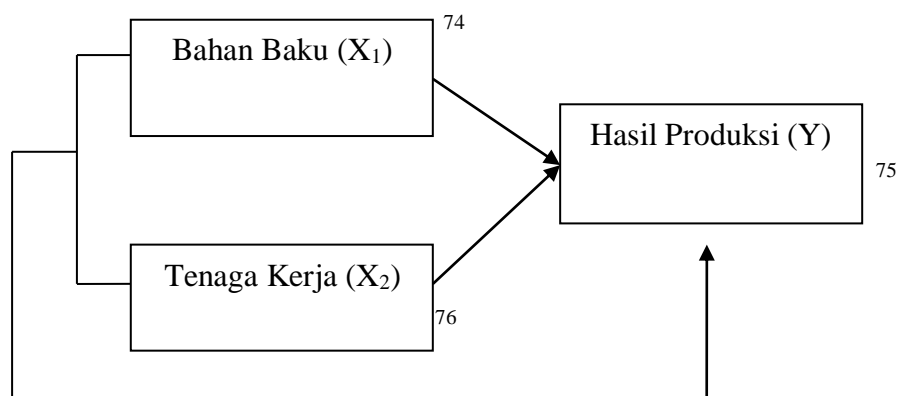 Bahan Baku (X₁)
74
Hasil Produksi (Y)
75
Tenaga Kerja (X₂)
76